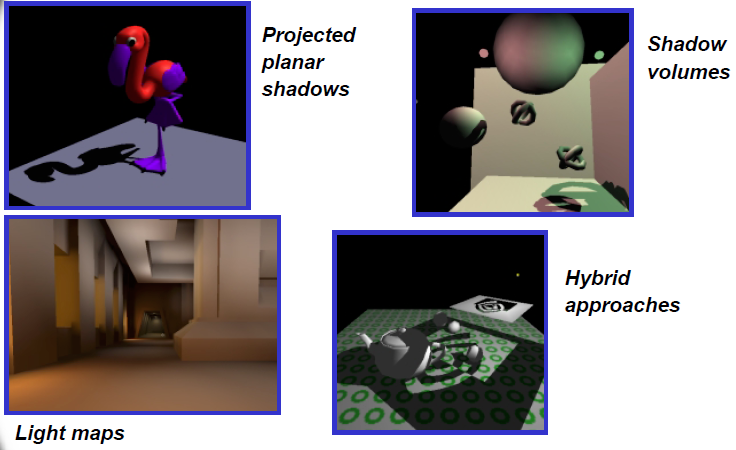 Projected
planar
shadows
Shadow
volumes
Light maps
Hybrid
approaches